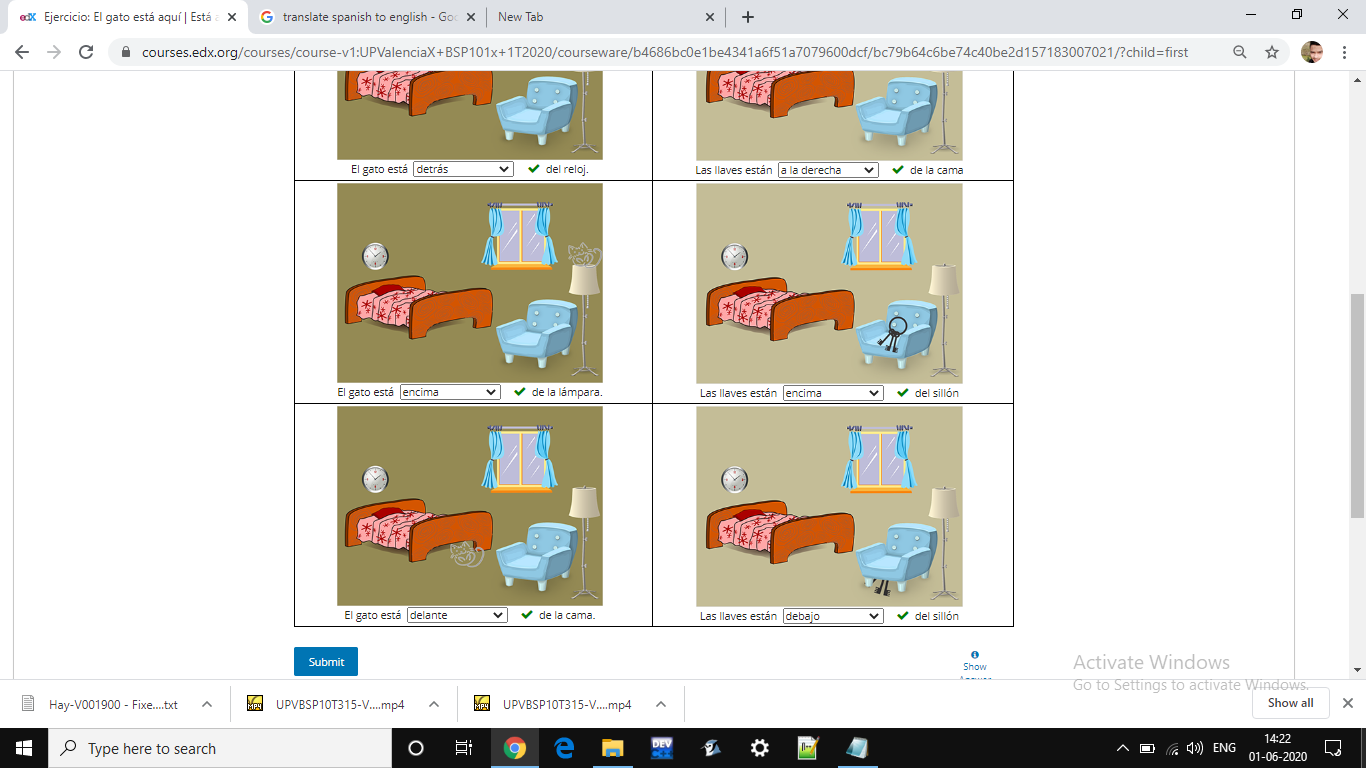 edX Ejercicio: El gato está aquí | Está a
translate spanish to english - Goo
New Tab
courses.edx.org/courses/course-v1:UPValenciaX+BSP101x+1T2020/courseware/b4686bc0e1be4341a6f51a7079600dcf/bc79b64c6be74c40be2d157183007021/?child=first
El gato está detrás del reloj.
Las llaves están a la derecha de la cama
El gato está encima de la lámpara.
Las llaves están encima del sillón
El gato está delante de la cama.
Las llaves están debajo del sillón
Submit
Show
Answer
Activate Windows
Go to Settings to activate Windows.
Hay-V001900 - Fixe....txt
UPVBSP10T315-V....mp4
UPVBSP10T315-V....mp4
Show all
Type here to search
DEV
ENG
14:22
01-06-2020